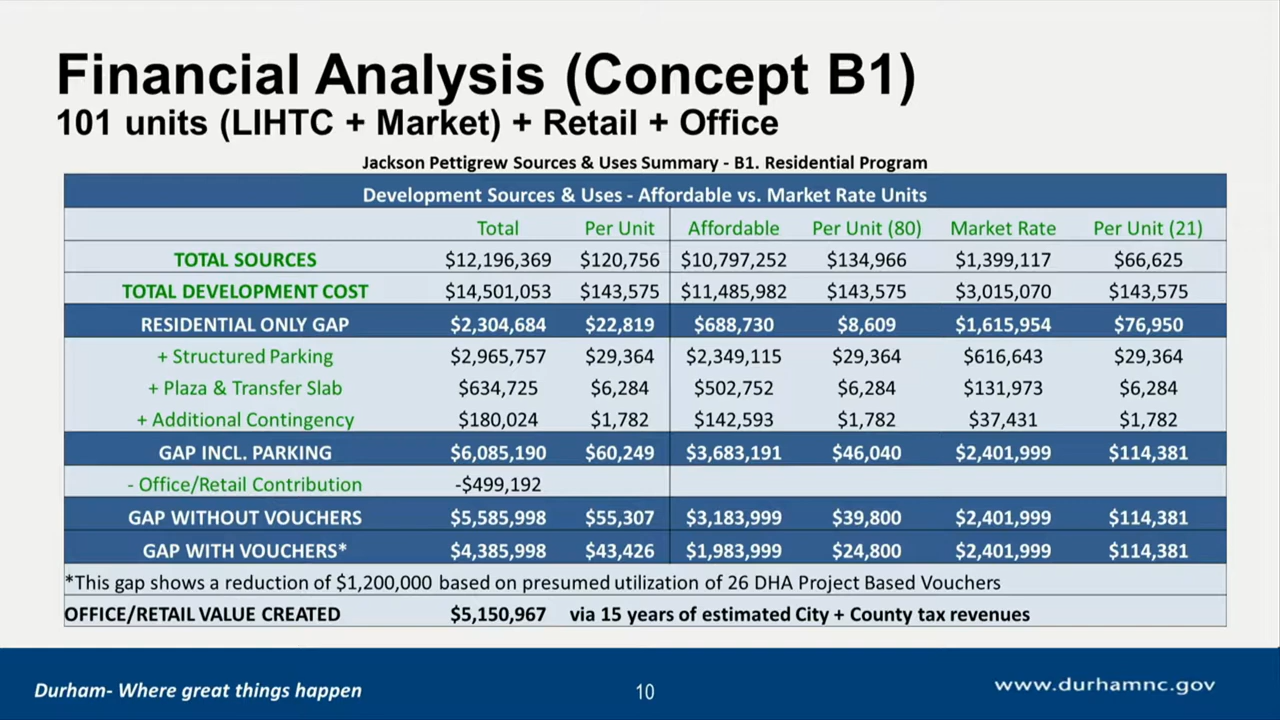 Financial Analysis (Concept B1)
101 units (LIHTC + Market) + Retail + Office
Jackson Pettigrew Sources & Uses Summary - B1. Residential Program
Development Sources & Uses - Affordable vs. Market Rate Units
Total Per Unit Affordable Per Unit (80) Market Rate Per Unit (21)
TOTAL SOURCES $12,196,369 $120,756 $10,797,252 $134,966 $1,399,117 $66,625
TOTAL DEVELOPMENT COST $14,501,053 $143,575 $11,485,982 $143,575 $3,015,070 $143,575
RESIDENTIAL ONLY GAP $2,304,684 $22,819 $688,730 $8,609 $1,615,954 $76,950
+ Structured Parking $2,965,757 $29,364 $2,349,115 $29,364 $616,643 $29,364
+ Plaza & Transfer Slab $634,725 $6,284 $502,752 $6,284 $131,973 $6,284
+ Additional Contingency $180,024 $1,782 $142,593 $1,782 $37,431 $1,782
GAP INCL. PARKING $6,085,190 $60,249 $3,683,191 $46,040 $2,401,999 $114,381
- Office/Retail Contribution -$499,192
GAP WITHOUT VOUCHERS $5,585,998 $55,307 $3,183,999 $39,800 $2,401,999 $114,381
GAP WITH VOUCHERS* $4,385,998 $43,426 $1,983,999 $24,800 $2,401,999 $114,381
*This gap shows a reduction of $1,200,000 based on presumed utilization of 26 DHA Project Based Vouchers
OFFICE/RETAIL VALUE CREATED $5,150,967 via 15 years of estimated City + County tax revenues
Durham- Where great things happen
10
www.durhamnc.gov